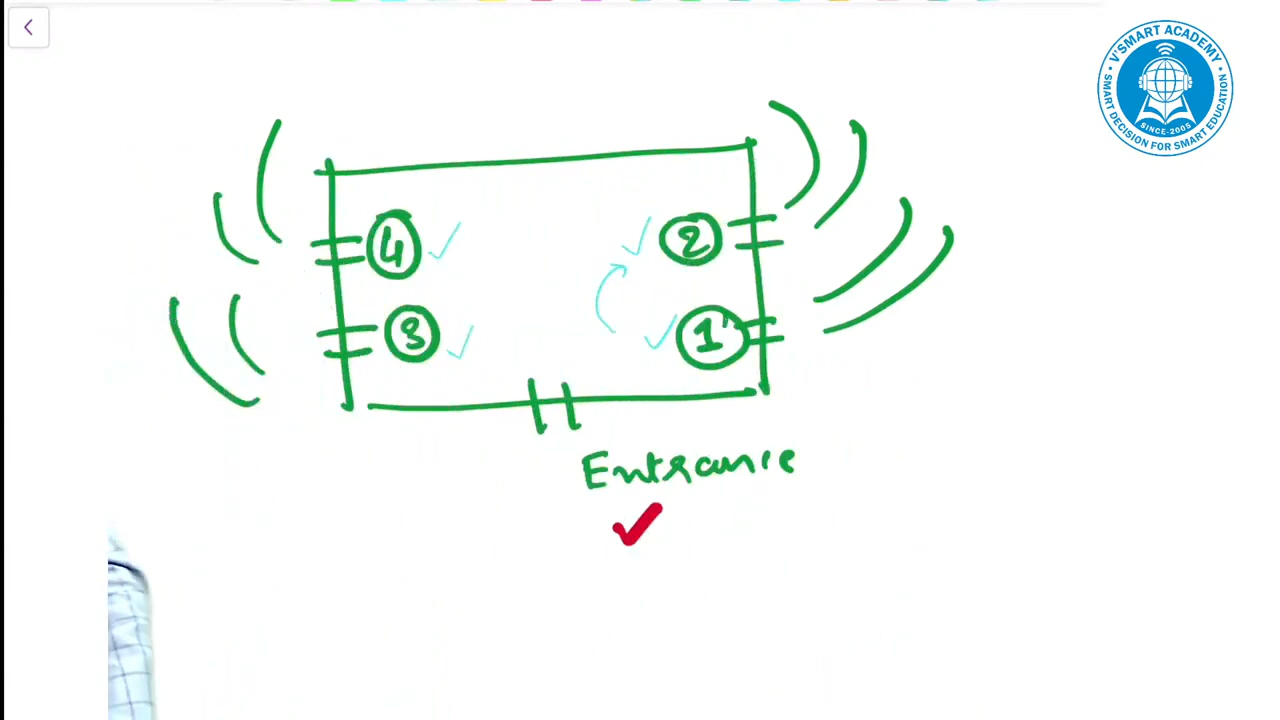 V'SMART ACADEMY
SINCE-2005
SMART DECISION FOR SMART EDUCATION
4
2
3
1
Entrance